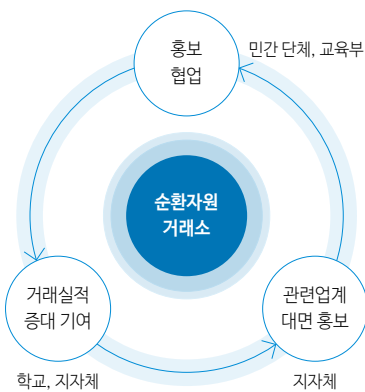 홍보
협업
민간 단체, 교육부
순환자원
거래소
거래실적
증대 기여
학교, 지자체
관련업계
대면 홍보
지자체